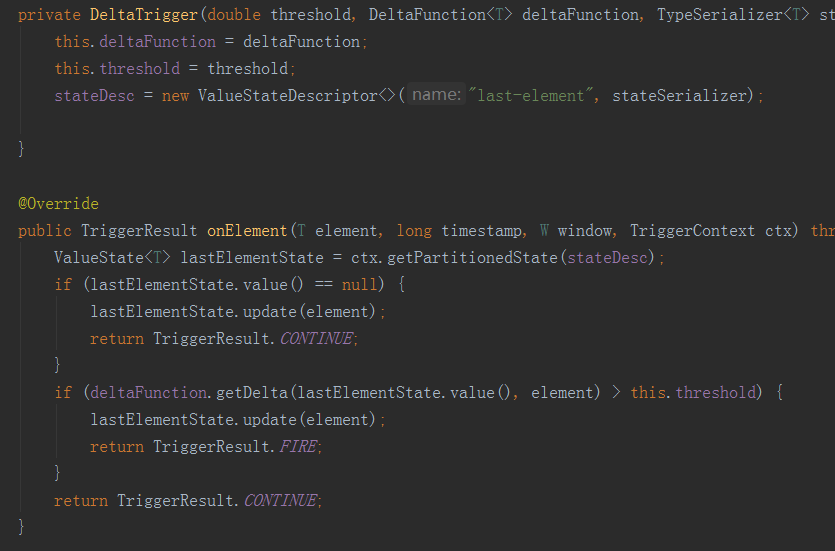 private DeltaTrigger(double threshold, DeltaFunction<T> deltaFunction, TypeSerializer<T> st
this.deltaFunction = deltaFunction;
this.threshold = threshold;
stateDesc = new ValueStateDescriptor<>( name: "last-element", stateSerializer);
}
@Override
public TriggerResult onElement(T element, long timestamp, W window, TriggerContext ctx) thr
ValueState<T> lastElementState = ctx.getPartitionedState(stateDesc);
if (lastElementState.value() == null) {
lastElementState.update(element);
return TriggerResult.CONTINUE;
}
if (deltaFunction.getDelta(lastElementState.value(), element) > this.threshold) {
lastElementState.update(element);
return TriggerResult.FIRE;
}
return TriggerResult.CONTINUE;
}